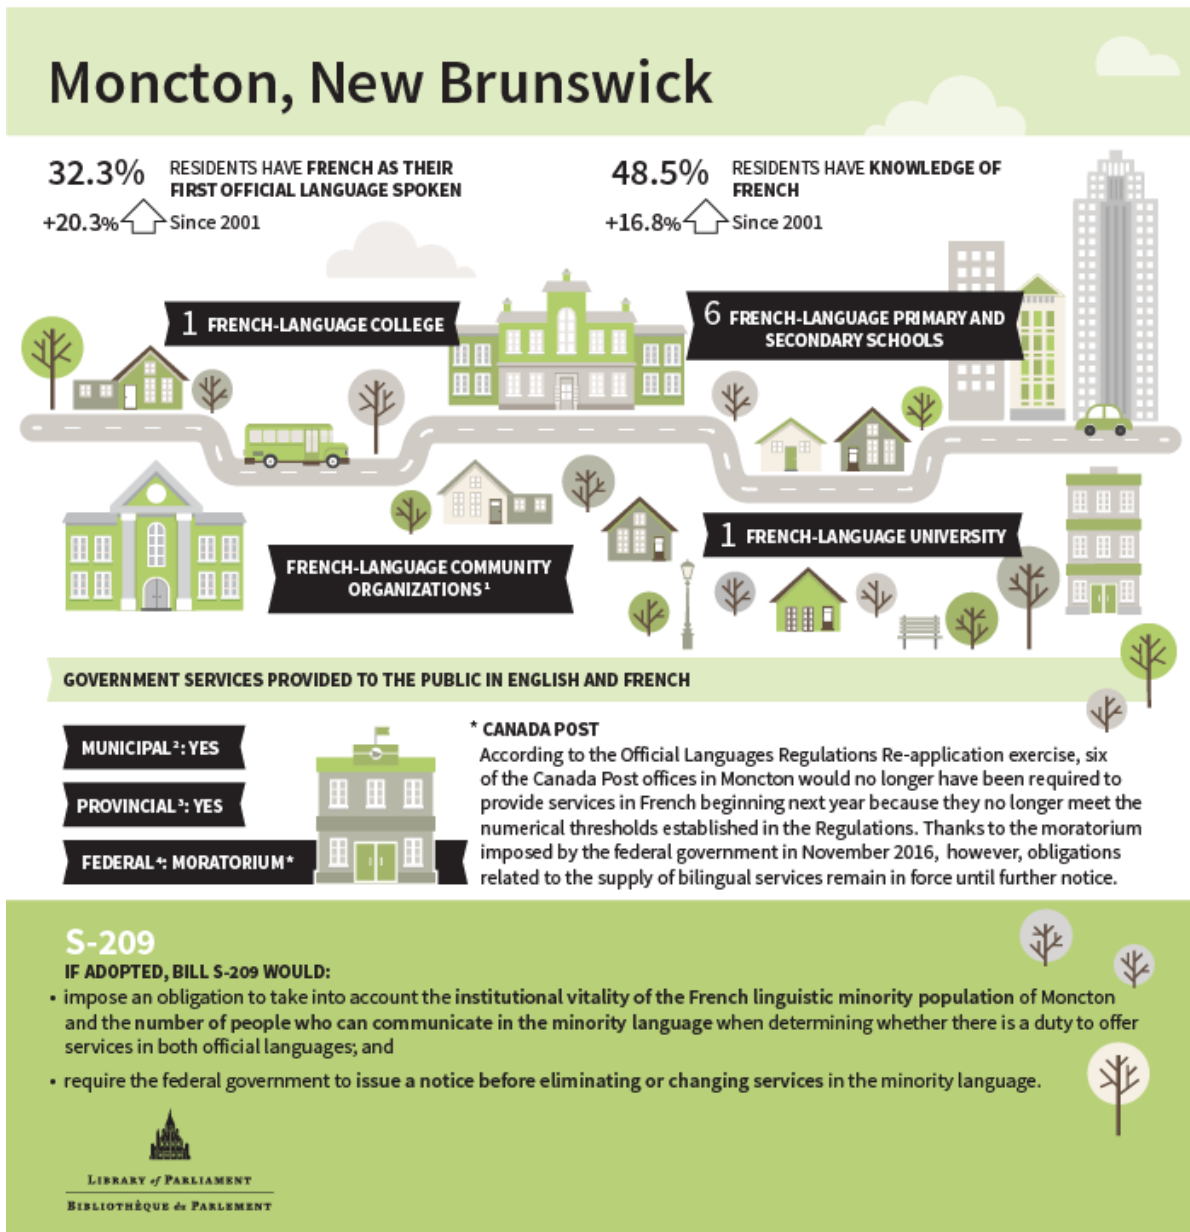 Moncton, New Brunswick
32.3%
RESIDENTS HAVE FRENCH AS THEIR
FIRST OFFICIAL LANGUAGE SPOKEN
+20.3%
Since 2001
48.5%
RESIDENTS HAVE KNOWLEDGE OF
FRENCH
+16.8%
Since 2001
1 FRENCH-LANGUAGE COLLEGE
6 FRENCH-LANGUAGE PRIMARY AND
SECONDARY SCHOOLS
FRENCH-LANGUAGE COMMUNITY
ORGANIZATIONS¹
1 FRENCH-LANGUAGE UNIVERSITY
GOVERNMENT SERVICES PROVIDED TO THE PUBLIC IN ENGLISH AND FRENCH
MUNICIPAL²: YES
PROVINCIAL³: YES
FEDERAL⁴: MORATORIUM*
* CANADA POST
According to the Official Languages Regulations Re-application exercise, six
of the Canada Post offices in Moncton would no longer have been required to
provide services in French beginning next year because they no longer meet the
numerical thresholds established in the Regulations. Thanks to the moratorium
imposed by the federal government in November 2016, however, obligations
related to the supply of bilingual services remain in force until further notice.
S-209
IF ADOPTED, BILL S-209 WOULD:
• impose an obligation to take into account the institutional vitality of the French linguistic minority population of Moncton
and the number of people who can communicate in the minority language when determining whether there is a duty to offer
services in both official languages; and
• require the federal government to issue a notice before eliminating or changing services in the minority language.
LIBRARY of PARLIAMENT
BIBLIOTHÈQUE du PARLEMENT